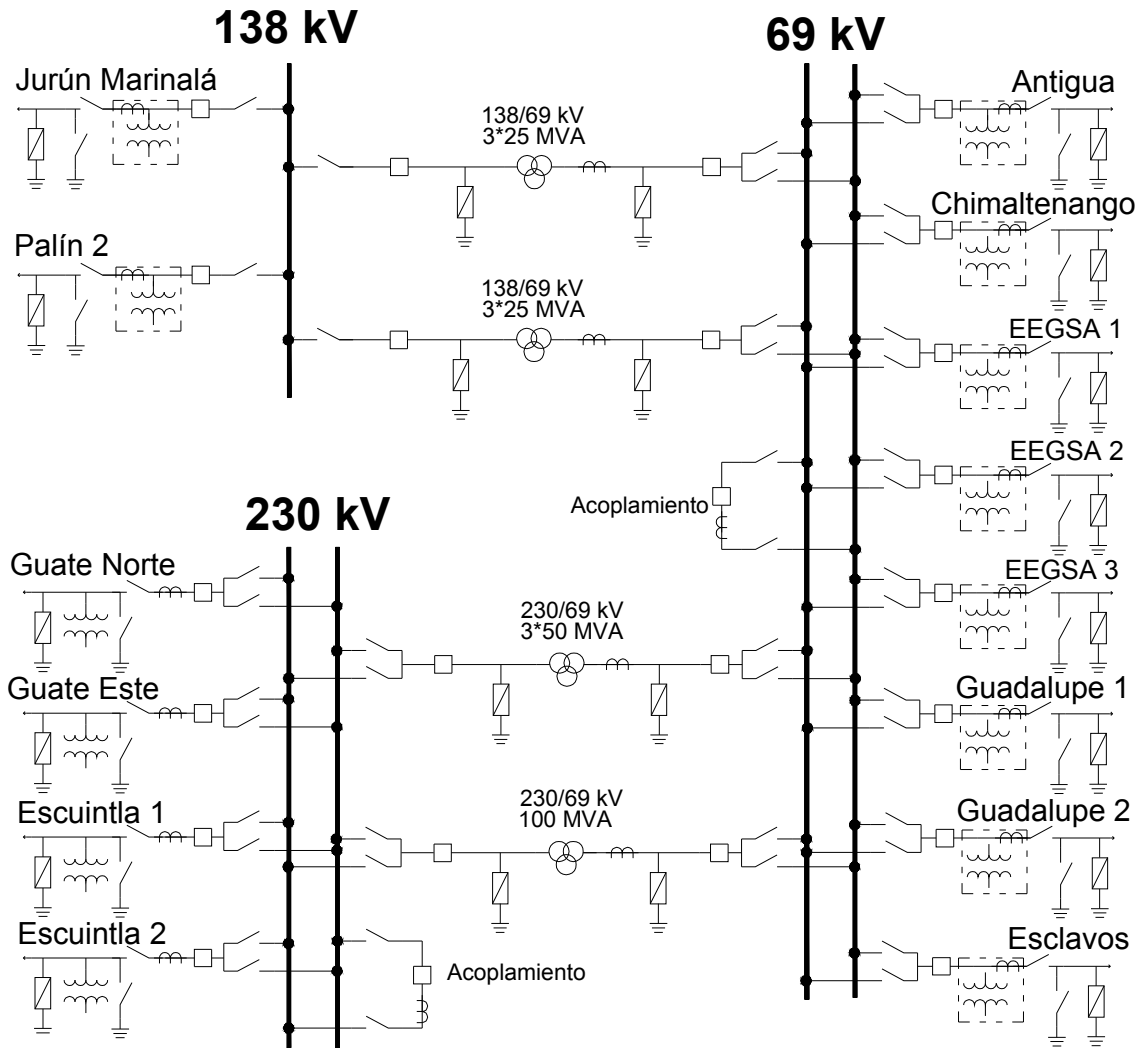 138 kV
69 kV
Jurún Marinalá
Antigua
138/69 kV
3*25 MVA
Chimaltenango
Palín 2
138/69 kV
3*25 MVA
EEGSA 1
EEGSA 2
Acoplamiento
230 kV
Guate Norte
EEGSA 3
230/69 kV
3*50 MVA
Guate Este
Guadalupe 1
230/69 kV
100 MVA
Escuintla 1
Guadalupe 2
Escuintla 2
Esclavos
Acoplamiento